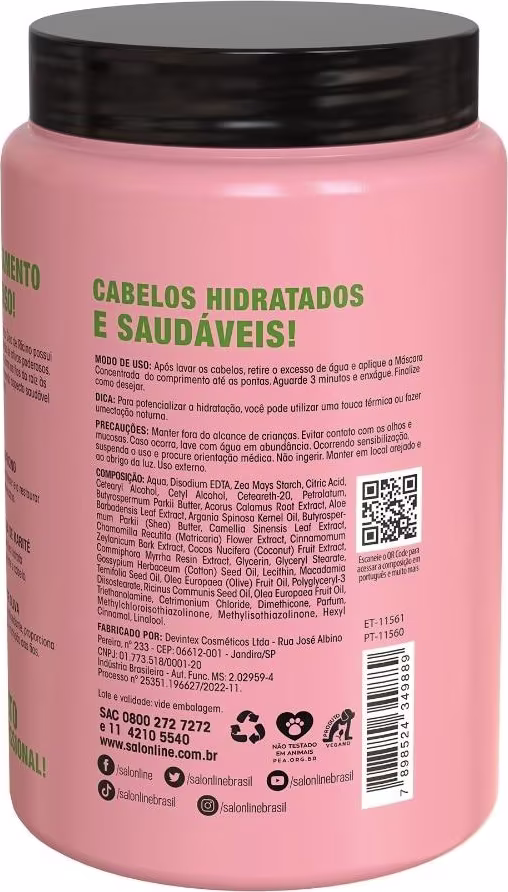 AMENTO
SO!
CABELOS HIDRATADOS
E SAUDÁVEIS!
MODO DE USO: Após lavar os cabelos, retire o excesso de água e aplique a Máscara
Concentrada do comprimento até as pontas. Aguarde 3 minutos e enxágue. Finalize
como desejar.
DICA: Para potencializar a hidratação, você pode utilizar uma touca térmica ou fazer
umectação noturna.
PRECAUÇÕES: Manter fora do alcance de crianças. Evitar contato com os olhos e
mucosas. Caso ocorra, lave com água em abundância. Ocorrendo sensibilização,
suspenda o uso e procure orientação médica. Não ingerir. Manter em local arejado e
ao abrigo da luz. Uso externo.
COMPOSIÇÃO: Aqua, Disodium EDTA, Zea Mays Starch, Citric Acid,
Cetearyl Alcohol, Cetyl Alcohol, Ceteareth-20, Petrolatum,
Butyrospermum Parkii Butter, Acorus Calamus Root Extract, Aloe
Barbadensis Leaf Extract, Argania Spinosa Kernel Oil, Butyrosper-
mum Parkii (Shea) Butter, Camellia Sinensis Leaf Extract,
Chamomilla Recutita (Matricaria) Flower Extract, Cinnamomum
Zeylanicum Bark Extract, Cocos Nucifera (Coconut) Fruit Extract,
Commiphora Myrrha Resin Extract, Glycerin, Glyceryl Stearate,
Gossypium Herbaceum (Cotton) Seed Oil, Lecithin, Macadamia
Ternifolia Seed Oil, Olea Europaea (Olive) Fruit Oil, Polyglyceryl-3
Diisostearate, Ricinus Communis Seed Oil, Olea Europaea Fruit Oil,
Triethanolamine, Cetrimonium Chloride, Dimethicone, Parfum,
Methylchloroisothiazolinone, Methylisothiazolinone, Hexyl
Cinnamal, Linalool.
Escaneie o QR Code para
acessar a composição em
português e muito mais
ET-11561
PT-11560
FABRICADO POR: Devintex Cosméticos Ltda - Rua José Albino
Pereira, nº 233 - CEP: 06612-001 - Jandira/SP
CNPJ: 01.773.518/0001-20
Indústria Brasileira - Aut. Func. MS: 2.02959-4
Processo nº 25351.196627/2022-11.
Lote e validade: vide embalagem.
SAC 0800 272 7272
e 11 4210 5540
www.salonline.com.br
NÃO TESTADO
EM ANIMAIS
PEA.ORG.BR
VEGANO
/salonline
/salonlinebrasil
/salonlinebrasil
/salonlinebrasil
/salonlinebrasil
7 898524 349889
DE KARITÉ
TO
SIONAL!